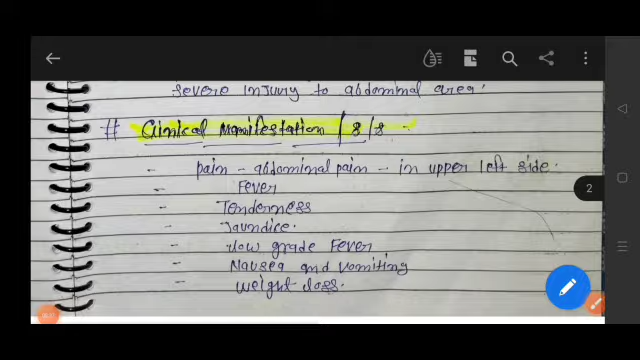 severe injury to abdominal area.
# Clinical Manifestation / s/s -
- pain - abdominal pain - in upper left side.
- Fever
- Tenderness
- Jaundice.
- low grade Fever
- Nausea and vomiting
- weight loss.
2